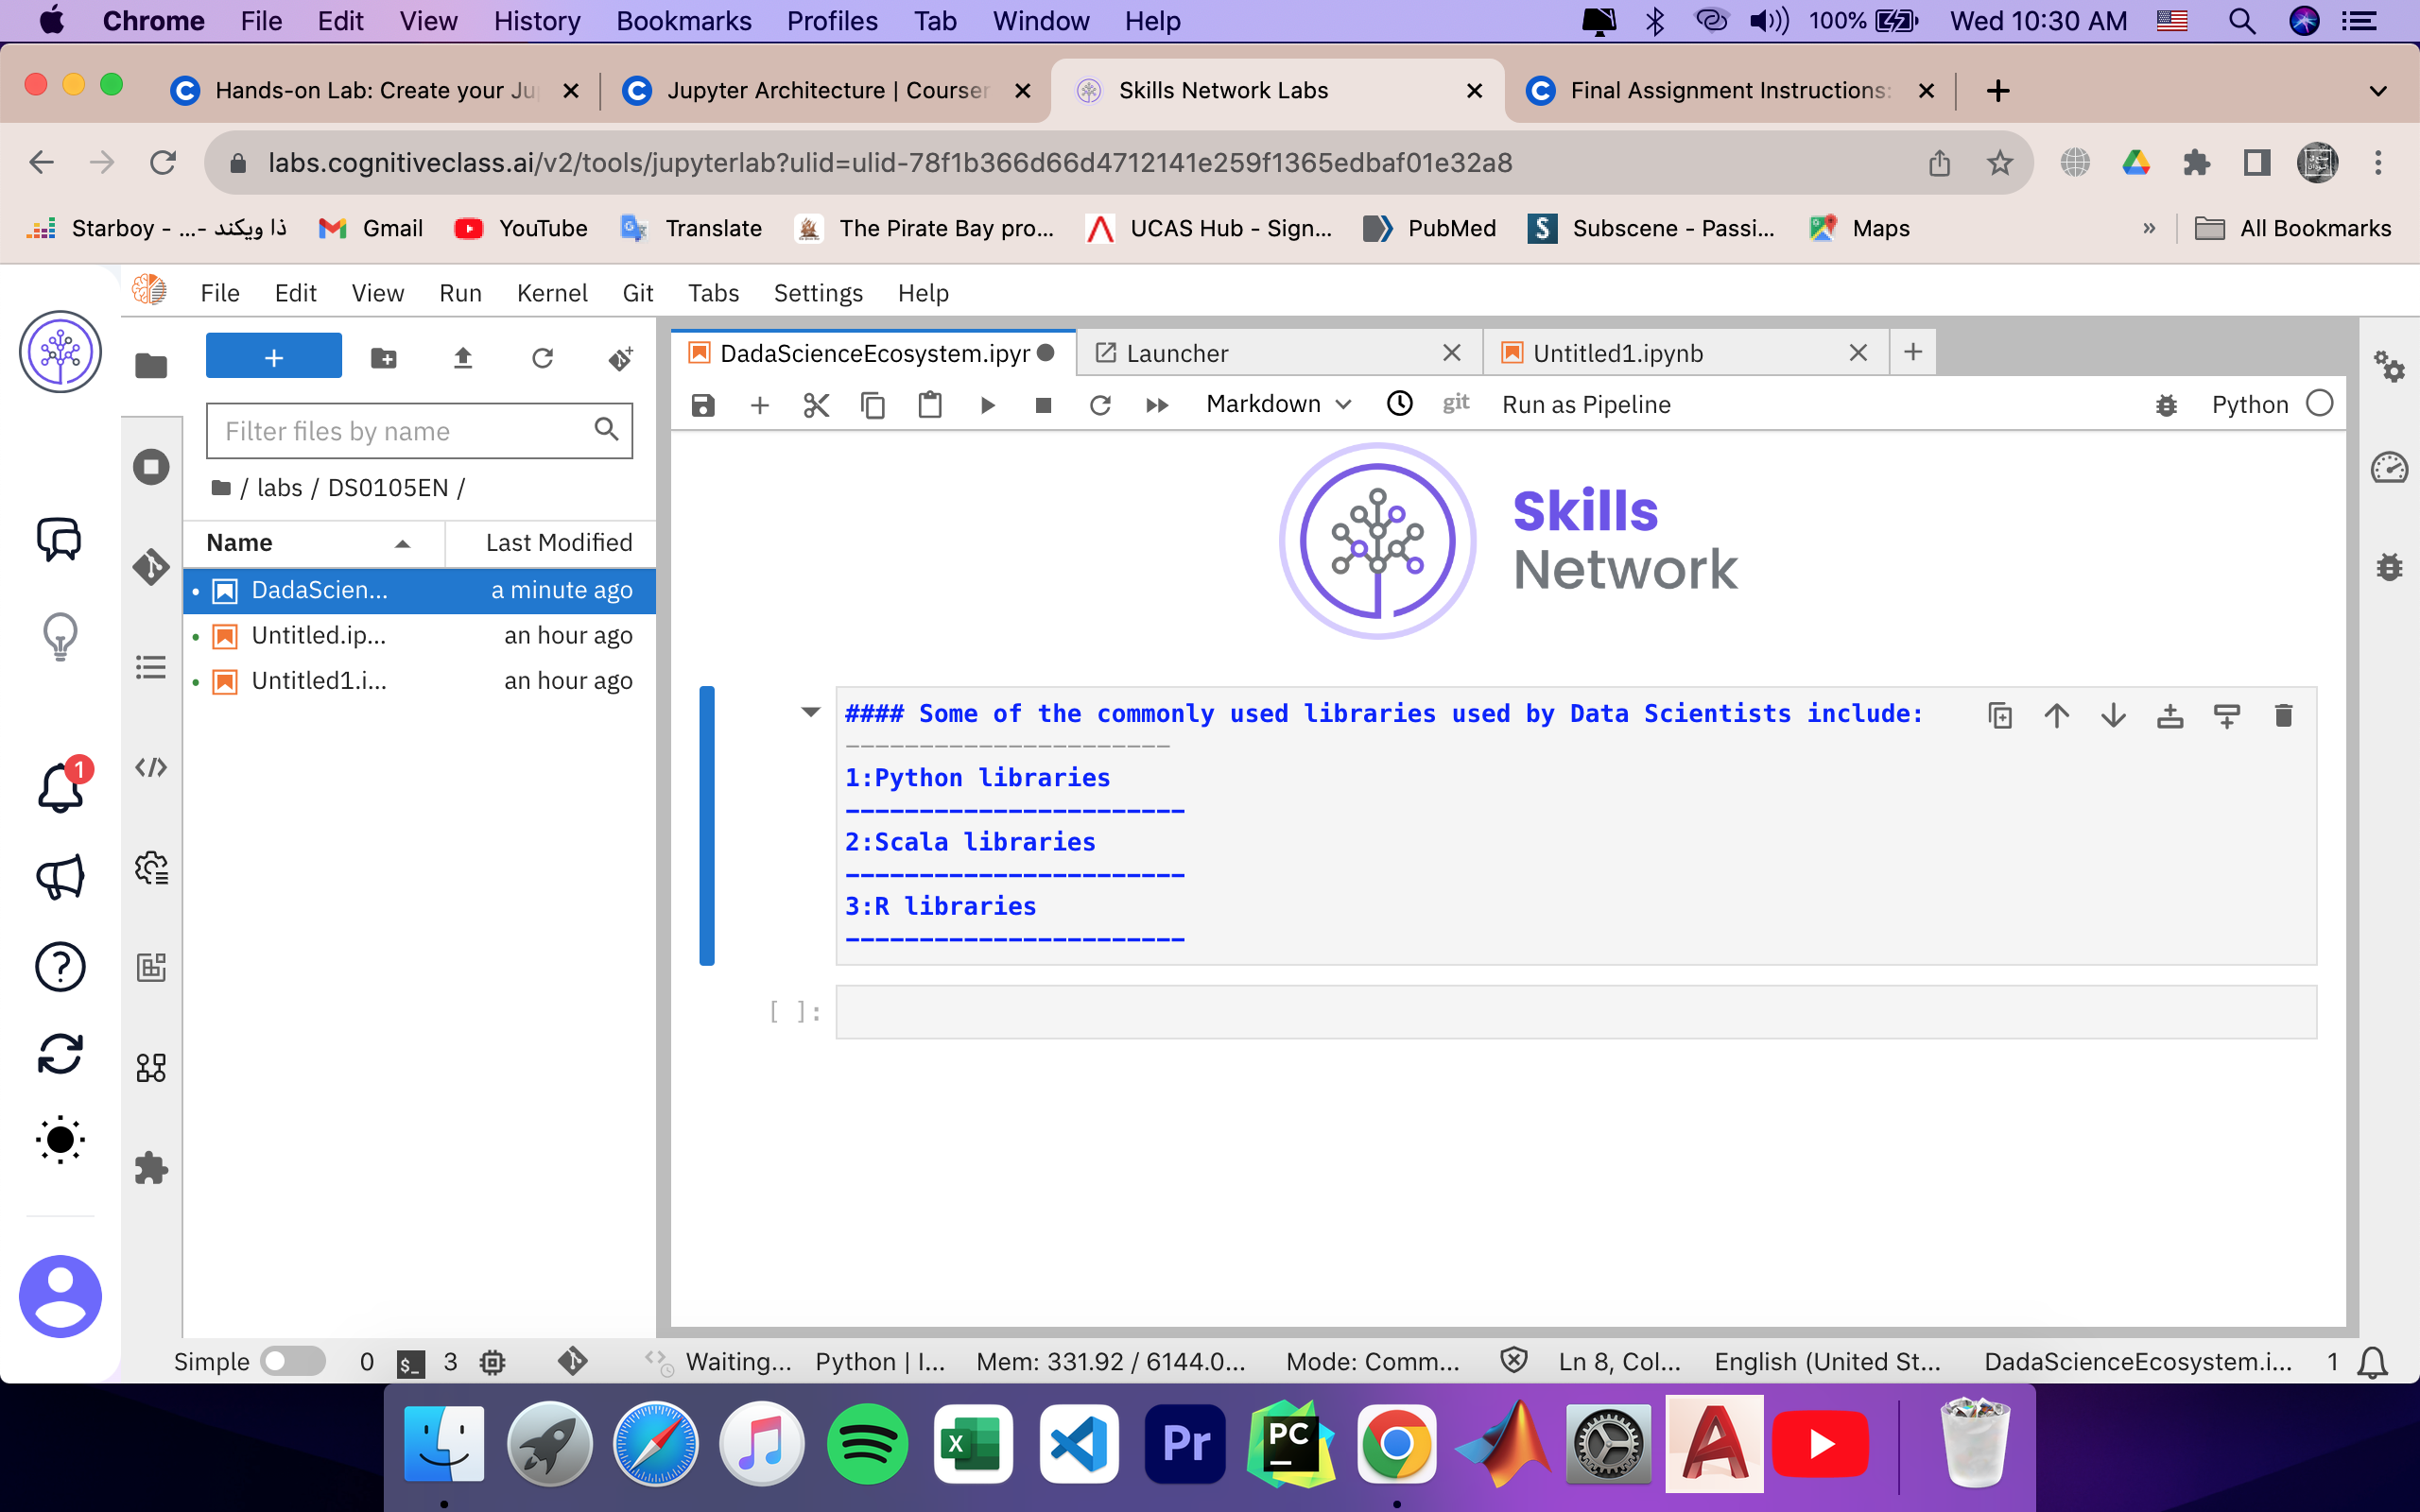 Chrome File Edit View History Bookmarks Profiles Tab Window Help 100% Wed 10:30 AM
Hands-on Lab: Create your Ju
Jupyter Architecture | Courser
Skills Network Labs
Final Assignment Instructions:
labs.cognitiveclass.ai/v2/tools/jupyterlab?ulid=ulid-78f1b366d66d4712141e259f1365edbaf01e32a8
Starboy - ...- ذا ويكند Gmail YouTube Translate The Pirate Bay pro... UCAS Hub - Sign... PubMed Subscene - Passi... Maps » All Bookmarks
File Edit View Run Kernel Git Tabs Settings Help
DadaScienceEcosystem.ipyr Launcher Untitled1.ipynb
Markdown git Run as Pipeline Python
Filter files by name
/ labs / DS0105EN /
Name Last Modified
DadaScien... a minute ago
Untitled.ip... an hour ago
Untitled1.i... an hour ago
1
Skills
Network
#### Some of the commonly used libraries used by Data Scientists include:
----------------------
1:Python libraries
-----------------------
2:Scala libraries
-----------------------
3:R libraries
-----------------------
[ ]:
Simple 0 $_ 3 Waiting... Python | I... Mem: 331.92 / 6144.0... Mode: Comm... Ln 8, Col... English (United St... DadaScienceEcosystem.i... 1
X Pr PC